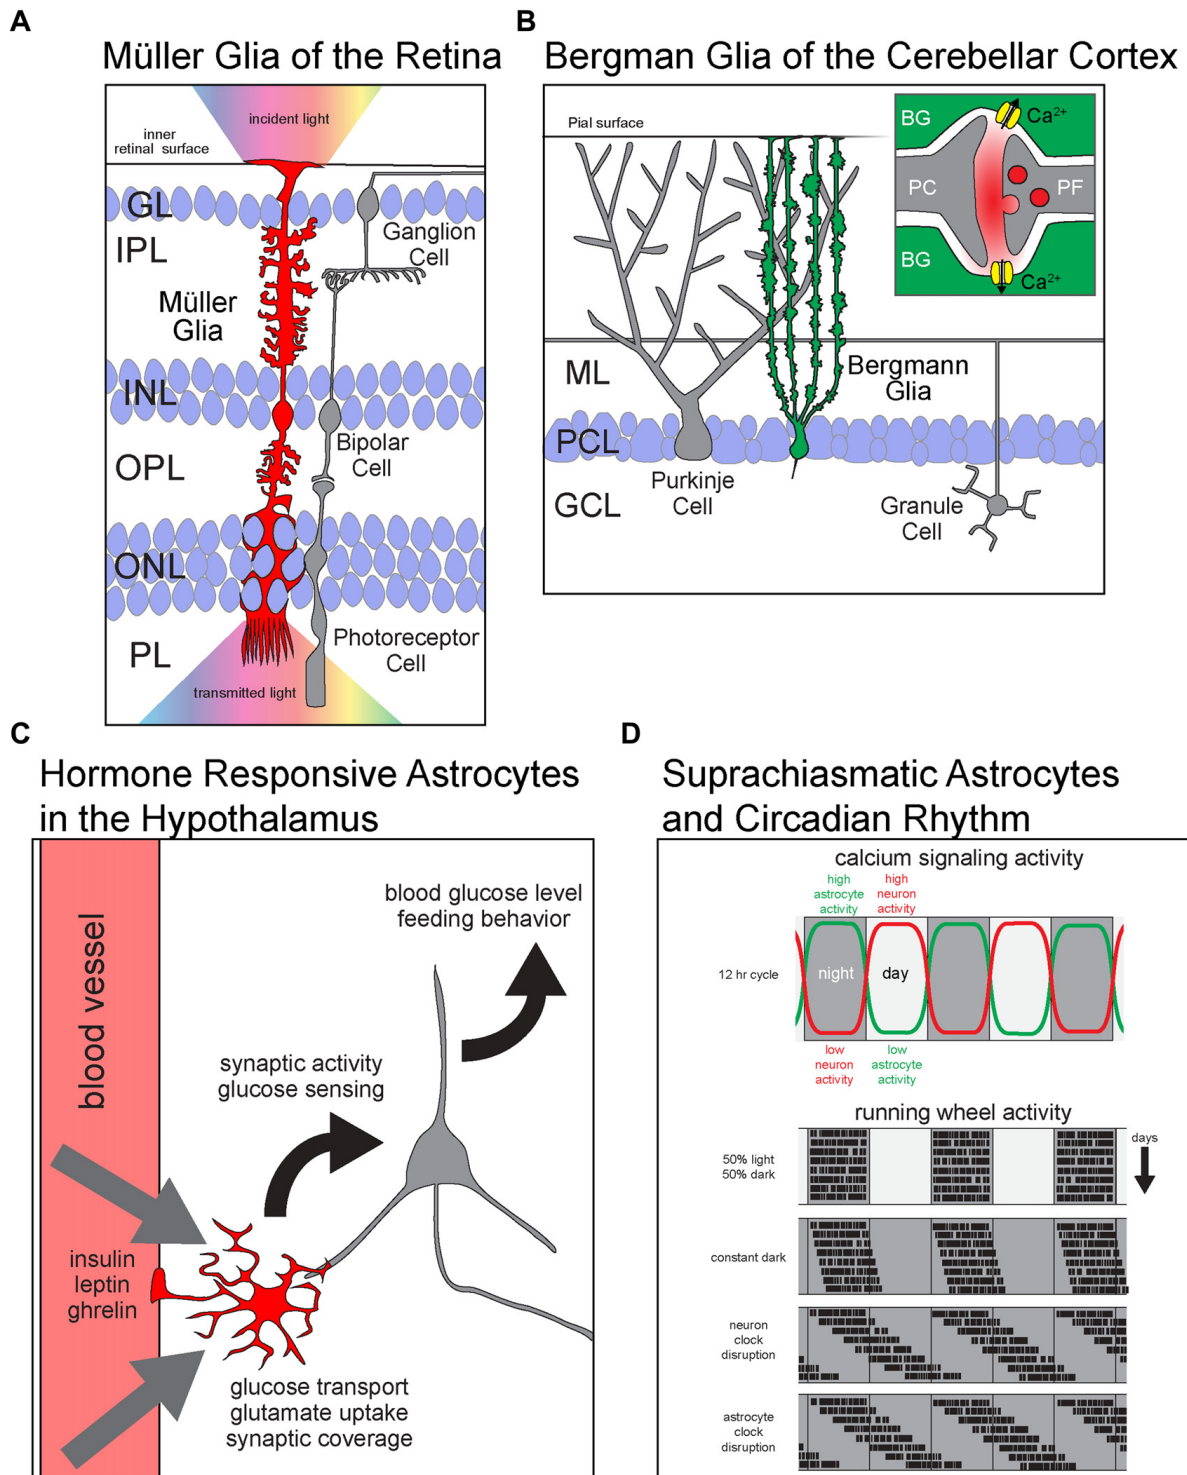 A
Müller Glia of the Retina
incident light
inner
retinal surface
GL
IPL
Ganglion
Cell
Müller
Glia
INL
Bipolar
Cell
OPL
ONL
Photoreceptor
Cell
PL
transmitted light
B
Bergman Glia of the Cerebellar Cortex
Pial surface
BG
Ca²⁺
PC
PF
BG
Ca²⁺
ML
Bergmann
Glia
PCL
Purkinje
Cell
GCL
Granule
Cell
C
Hormone Responsive Astrocytes
in the Hypothalamus
blood vessel
blood glucose level
feeding behavior
synaptic activity
glucose sensing
insulin
leptin
ghrelin
glucose transport
glutamate uptake
synaptic coverage
D
Suprachiasmatic Astrocytes
and Circadian Rhythm
calcium signaling activity
high
astrocyte
activity
high
neuron
activity
12 hr cycle
night
day
low
neuron
activity
low
astrocyte
activity
running wheel activity
days
50% light
50% dark
constant dark
neuron
clock
disruption
astrocyte
clock
disruption